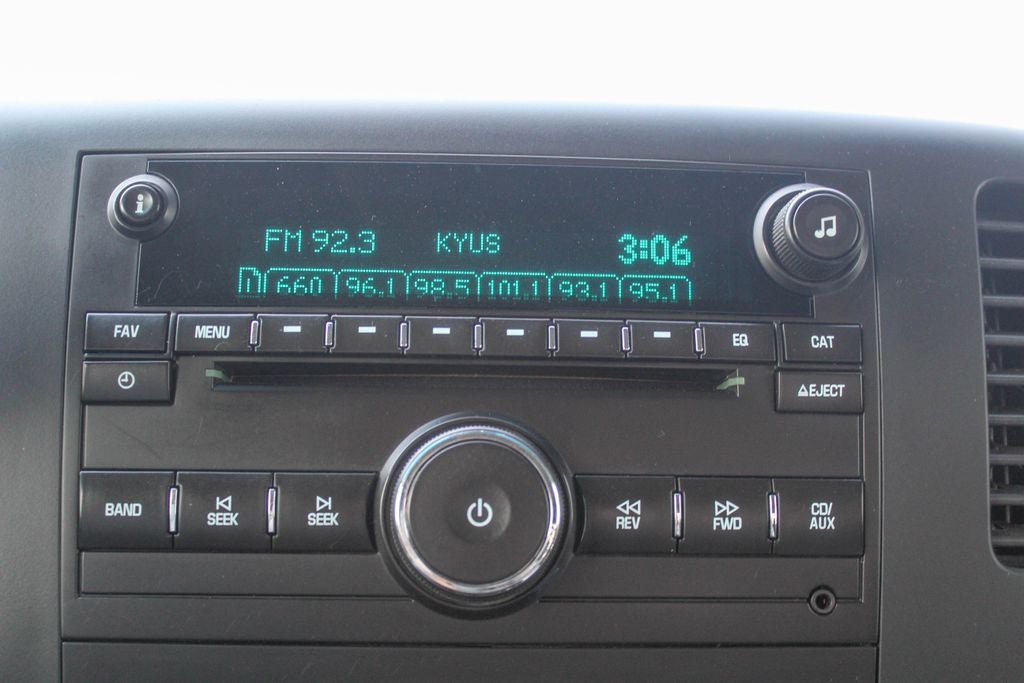 FM 92.3 KYUS 3:06
660 96.1 98.5 101.1 93.1 95.1
FAV MENU EQ CAT
EJECT
BAND SEEK SEEK REV FWD CD/
AUX